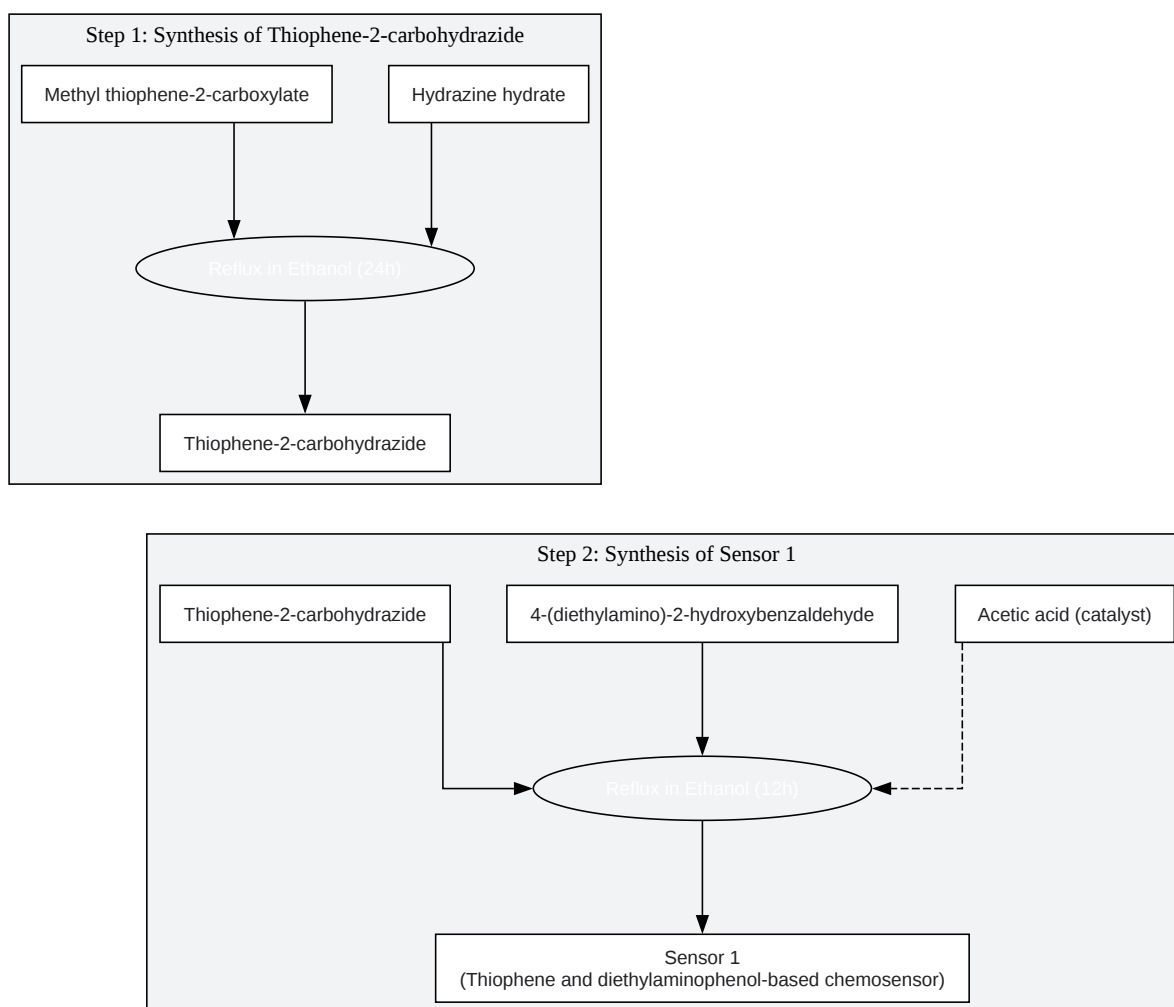 Step 1: Synthesis of Thiophene-2-carbohydrazide
Methyl thiophene-2-carboxylate
Hydrazine hydrate
Reflux in Ethanol (24h)
Thiophene-2-carbohydrazide
Step 2: Synthesis of Sensor 1
Thiophene-2-carbohydrazide
4-(diethylamino)-2-hydroxybenzaldehyde
Acetic acid (catalyst)
Reflux in Ethanol (12h)
Sensor 1
(Thiophene and diethylaminophenol-based chemosensor)